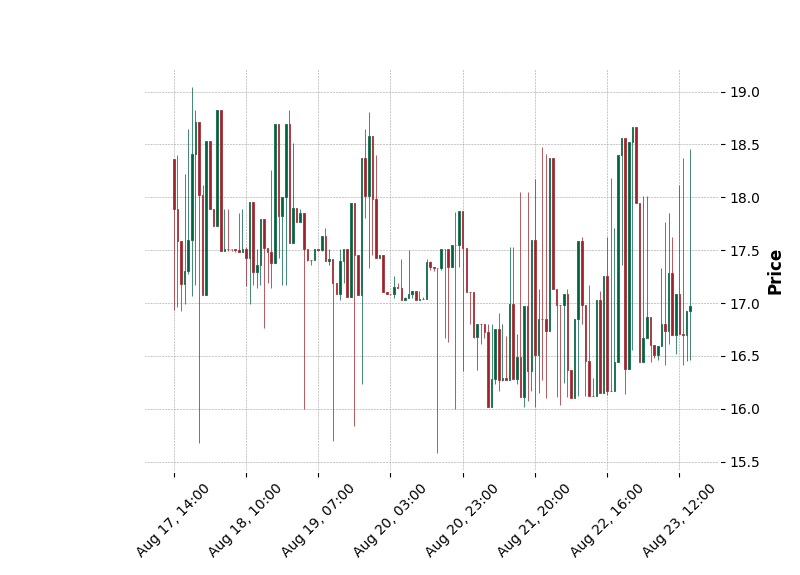 19.0
18.5
18.0
17.5
17.0
16.5
16.0
15.5
Price
Aug 17, 14:00
Aug 18, 10:00
Aug 19, 07:00
Aug 20, 03:00
Aug 20, 23:00
Aug 21, 20:00
Aug 22, 16:00
Aug 23, 12:00